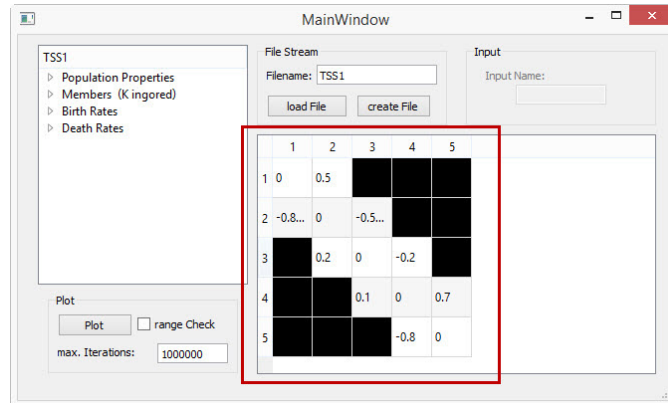 MainWindow
TSS1
Population Properties
Members (K ingored)
Birth Rates
Death Rates
File Stream
Filename: TSS1
load File create File
Input
Input Name:
1 2 3 4 5
1 0 0.5
2 -0.8... 0 -0.5...
3 0.2 0 -0.2
4 0.1 0 0.7
5 -0.8 0
Plot
Plot range Check
max. Iterations: 1000000